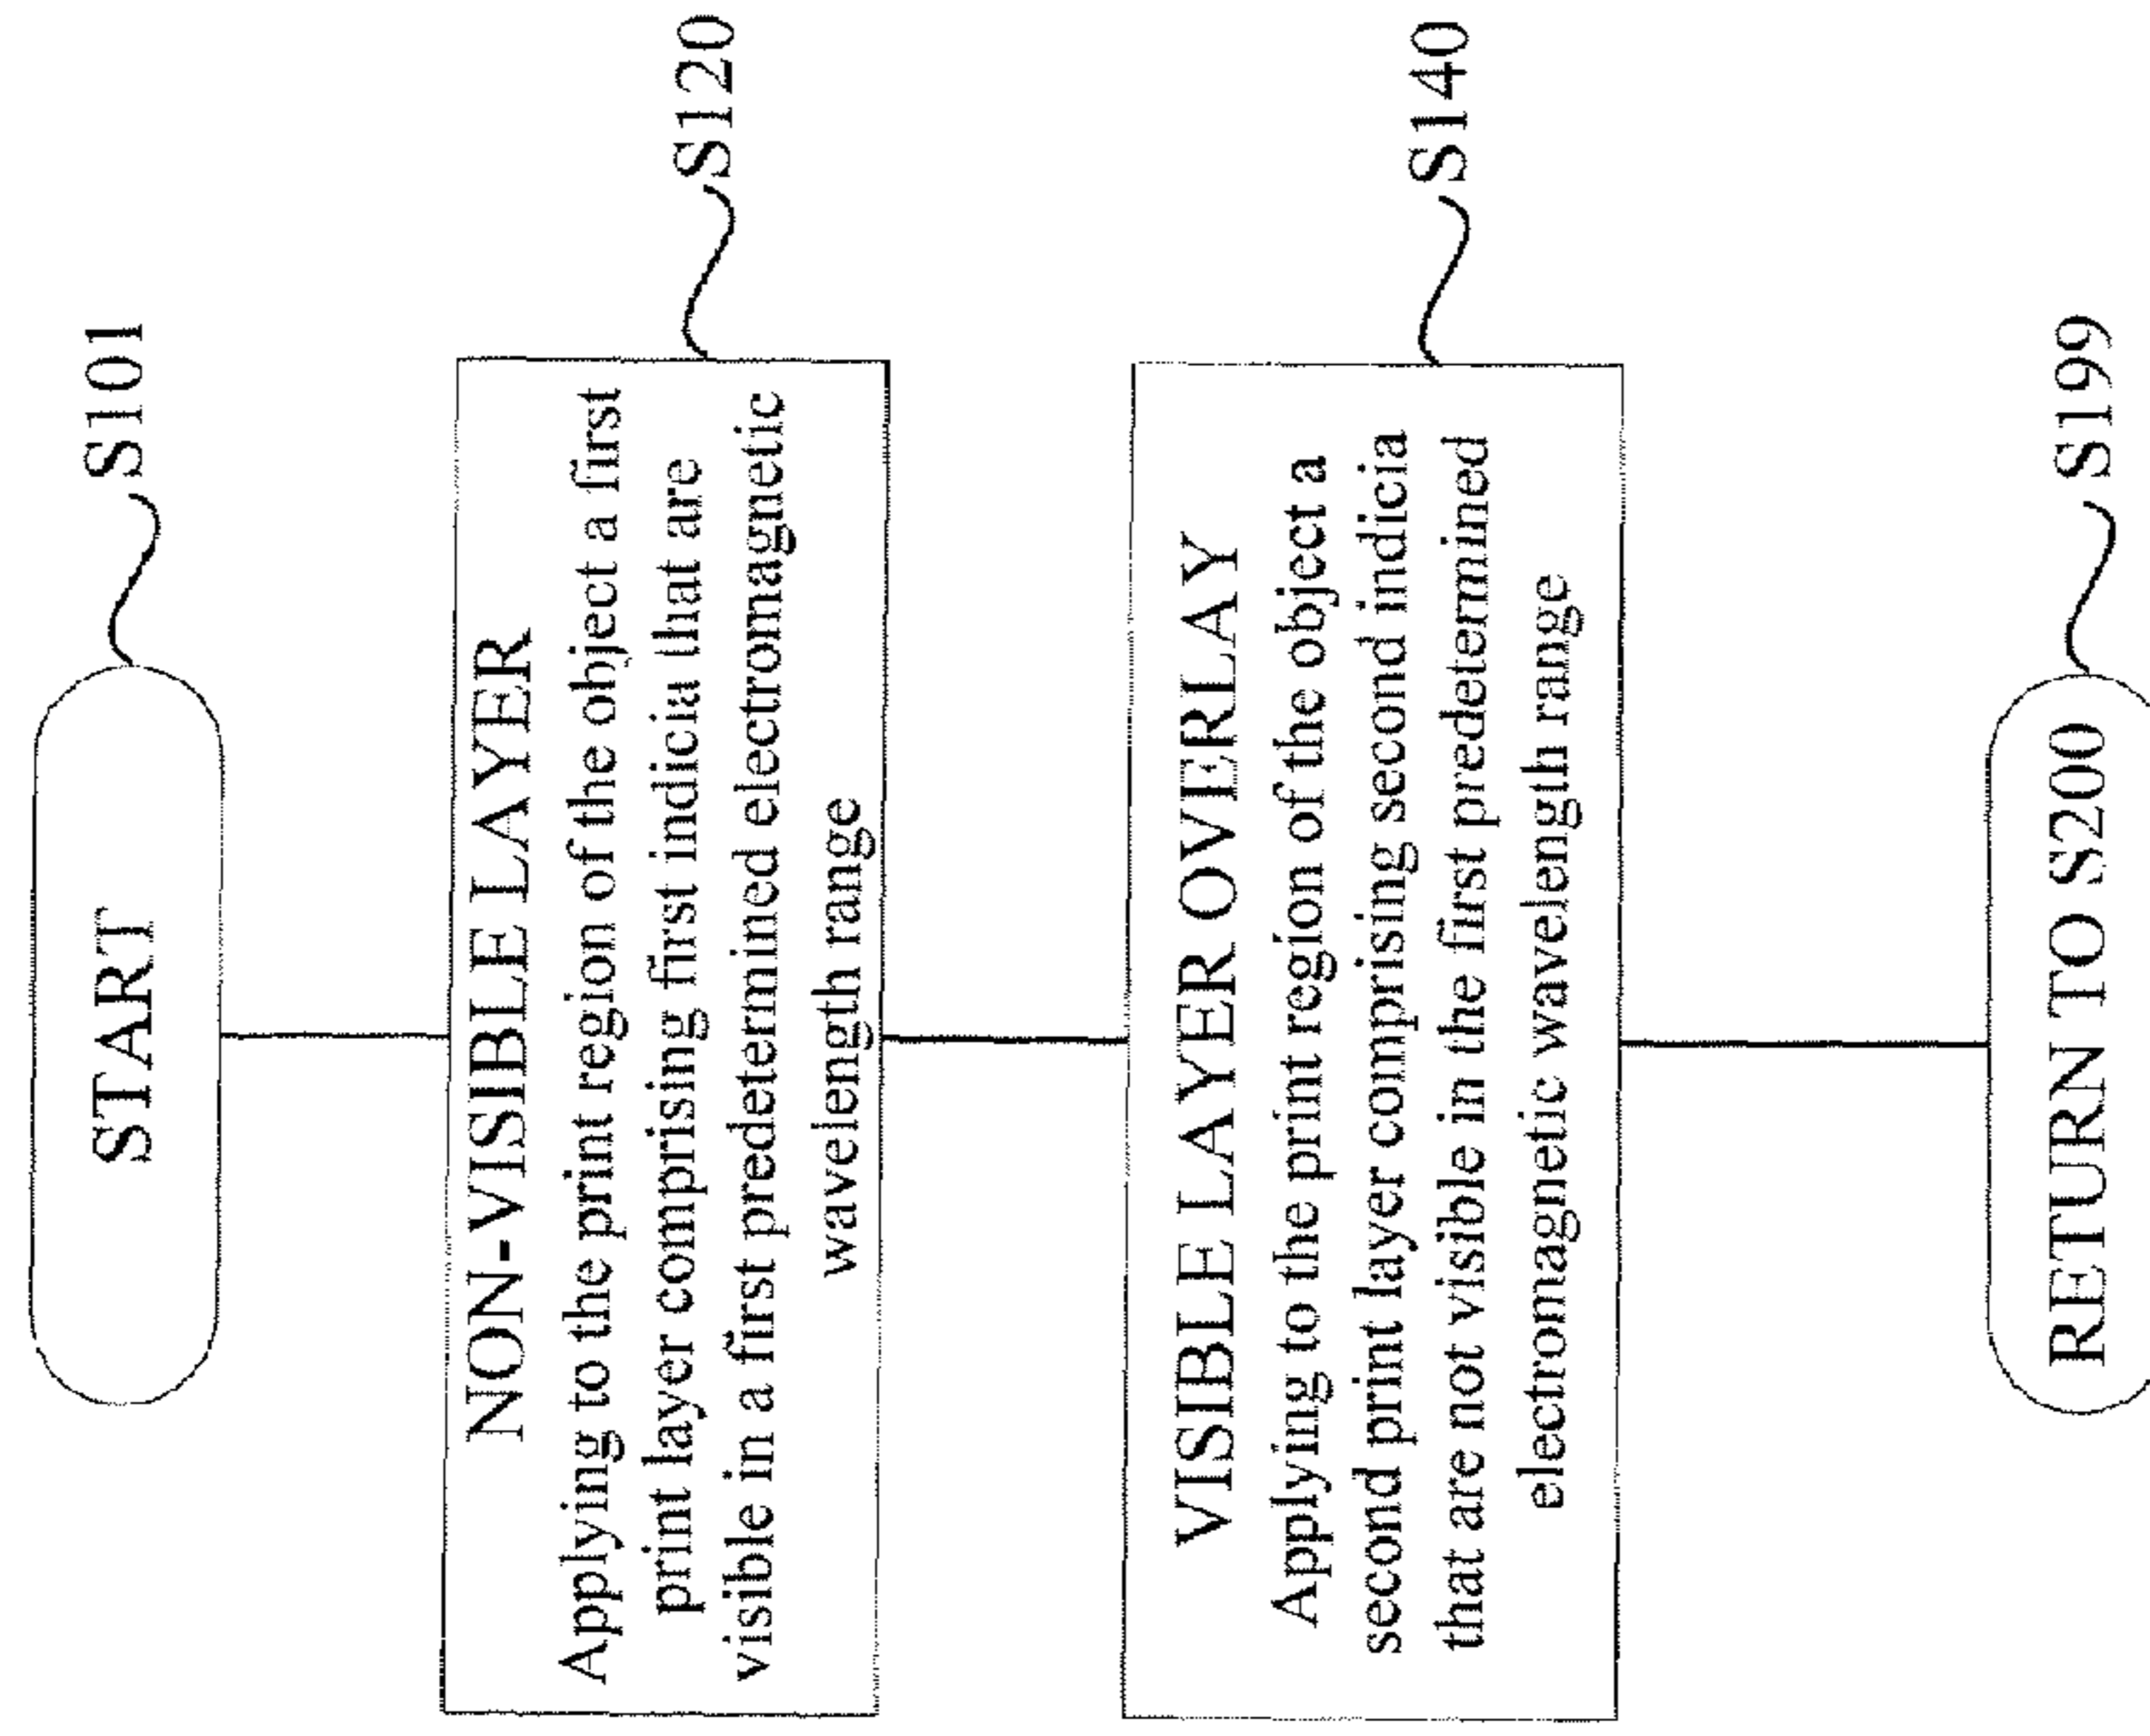 START
S101
NON-VISIBLE LAYER
Applying to the print region of the object a first
print layer comprising first indicia that are
visible in a first predetermined electromagnetic
wavelength range
S120
VISIBLE LAYER OVERLAY
Applying to the print region of the object a
second print layer comprising second indicia
that are not visible in the first predetermined
electromagnetic wavelength range
S140
RETURN TO S200
S199